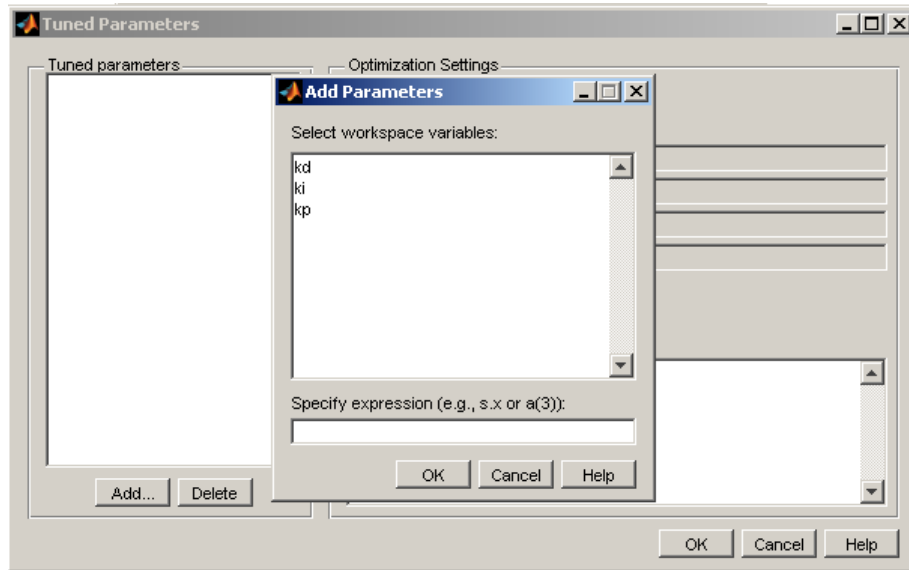 Tuned Parameters
Tuned parameters
Optimization Settings
Add Parameters
Select workspace variables:
kd
ki
kp
Specify expression (e.g., s.x or a(3)):
OK Cancel Help
Add... Delete
OK Cancel Help